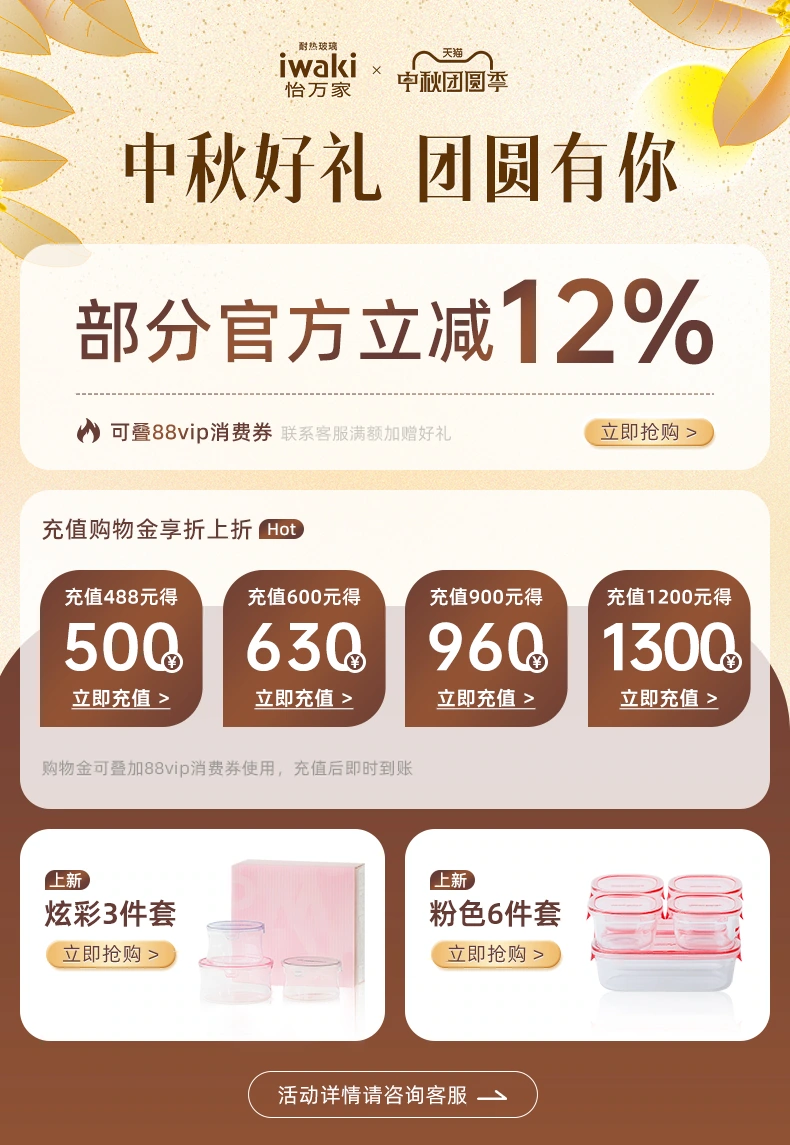 耐热玻璃
iwaki
怡万家
×
天猫
中秋团圆季
中秋好礼 团圆有你
部分官方立减12%
可叠88vip消费券 联系客服满额加赠好礼
立即抢购 >
充值购物金享折上折 Hot
充值488元得
500¥
立即充值 >
充值600元得
630¥
立即充值 >
充值900元得
960¥
立即充值 >
充值1200元得
1300¥
立即充值 >
购物金可叠加88vip消费券使用，充值后即时到账
上新
炫彩3件套
立即抢购 >
上新
粉色6件套
立即抢购 >
活动详情请咨询客服